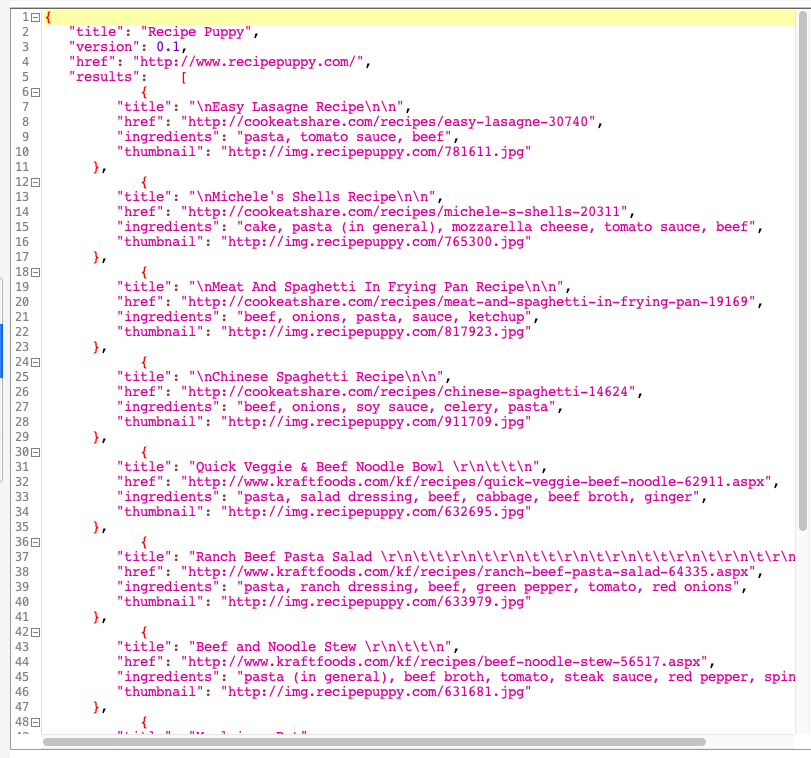 1 {
2 "title": "Recipe Puppy",
3 "version": 0.1,
4 "href": "http://www.recipepuppy.com/",
5 "results": [
6 {
7 "title": "\nEasy Lasagne Recipe\n\n",
8 "href": "http://cookeatshare.com/recipes/easy-lasagne-30740",
9 "ingredients": "pasta, tomato sauce, beef",
10 "thumbnail": "http://img.recipepuppy.com/781611.jpg"
11 },
12 {
13 "title": "\nMichele's Shells Recipe\n\n",
14 "href": "http://cookeatshare.com/recipes/michele-s-shells-20311",
15 "ingredients": "cake, pasta (in general), mozzarella cheese, tomato sauce, beef",
16 "thumbnail": "http://img.recipepuppy.com/765300.jpg"
17 },
18 {
19 "title": "\nMeat And Spaghetti In Frying Pan Recipe\n\n",
20 "href": "http://cookeatshare.com/recipes/meat-and-spaghetti-in-frying-pan-19169",
21 "ingredients": "beef, onions, pasta, sauce, ketchup",
22 "thumbnail": "http://img.recipepuppy.com/817923.jpg"
23 },
24 {
25 "title": "\nChinese Spaghetti Recipe\n\n",
26 "href": "http://cookeatshare.com/recipes/chinese-spaghetti-14624",
27 "ingredients": "beef, onions, soy sauce, celery, pasta",
28 "thumbnail": "http://img.recipepuppy.com/911709.jpg"
29 },
30 {
31 "title": "Quick Veggie & Beef Noodle Bowl \r\n\t\t\n",
32 "href": "http://www.kraftfoods.com/kf/recipes/quick-veggie-beef-noodle-62911.aspx",
33 "ingredients": "pasta, salad dressing, beef, cabbage, beef broth, ginger",
34 "thumbnail": "http://img.recipepuppy.com/632695.jpg"
35 },
36 {
37 "title": "Ranch Beef Pasta Salad \r\n\t\t\r\n\t\r\n\t\t\r\n\t\r\n\t\t\r\n\t\r\n\t\r\n
38 "href": "http://www.kraftfoods.com/kf/recipes/ranch-beef-pasta-salad-64335.aspx",
39 "ingredients": "pasta, ranch dressing, beef, green pepper, tomato, red onions",
40 "thumbnail": "http://img.recipepuppy.com/633979.jpg"
41 },
42 {
43 "title": "Beef and Noodle Stew \r\n\t\t\n",
44 "href": "http://www.kraftfoods.com/kf/recipes/beef-noodle-stew-56517.aspx",
45 "ingredients": "pasta (in general), beef broth, tomato, steak sauce, red pepper, spin
46 "thumbnail": "http://img.recipepuppy.com/631681.jpg"
47 },
48 {